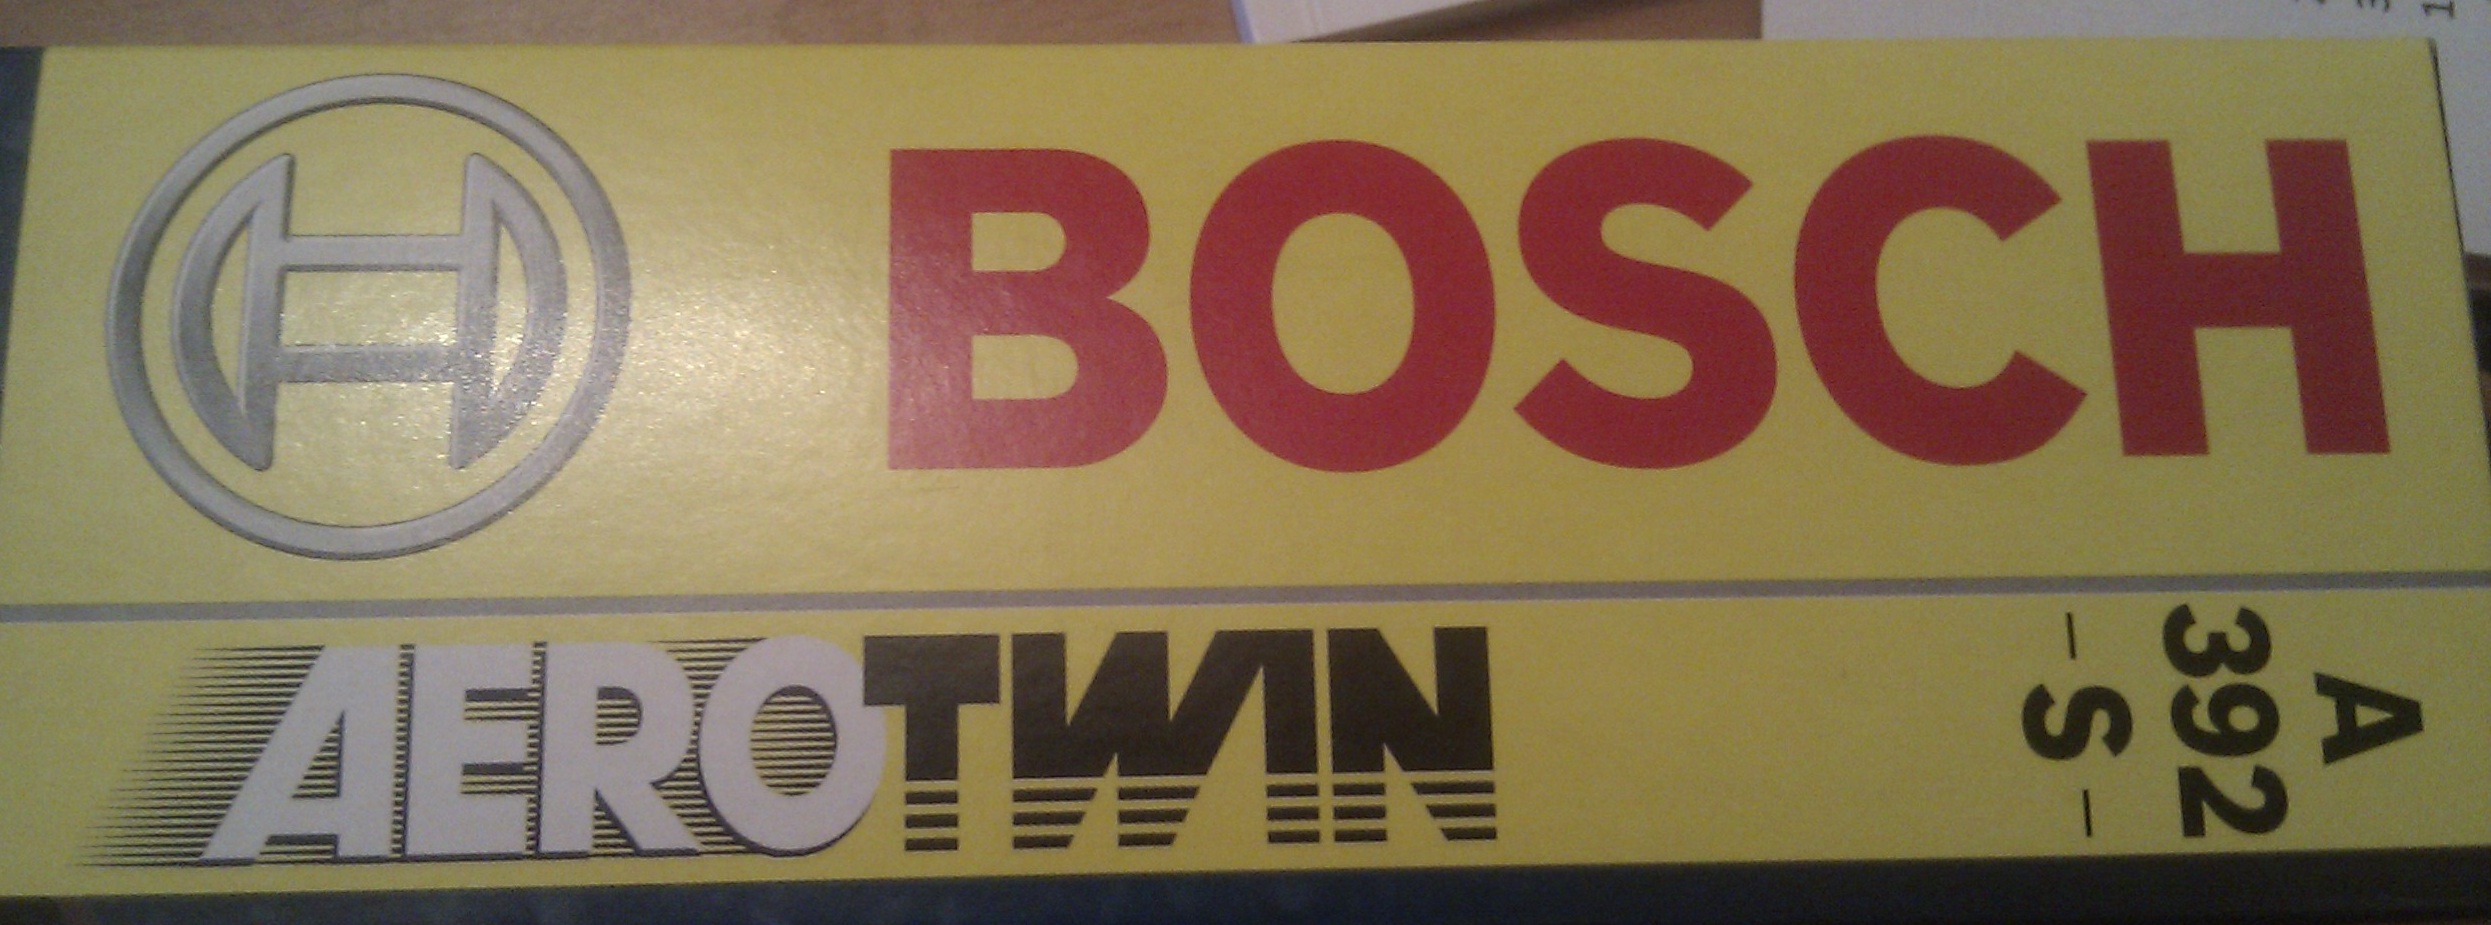 BOSCH
AEROTWIN
A
392
-S-